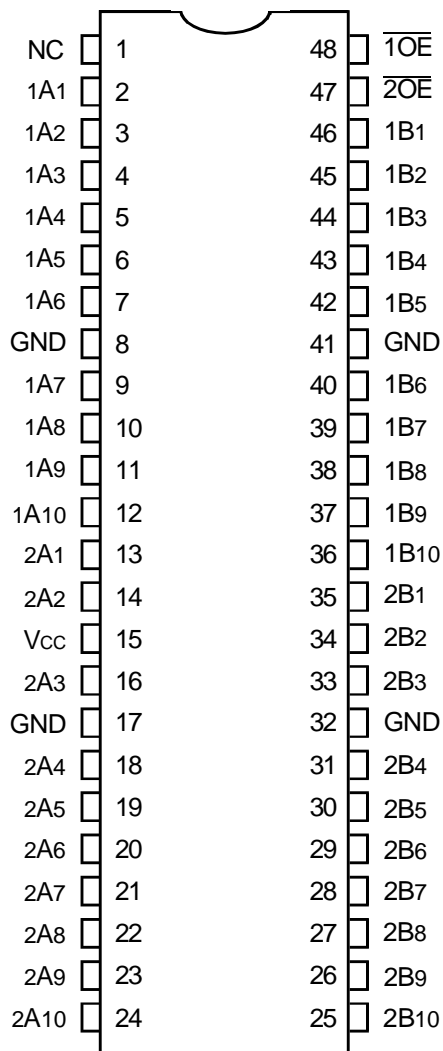 NC 1 48 1OE
1A1 2 47 2OE
1A2 3 46 1B1
1A3 4 45 1B2
1A4 5 44 1B3
1A5 6 43 1B4
1A6 7 42 1B5
GND 8 41 GND
1A7 9 40 1B6
1A8 10 39 1B7
1A9 11 38 1B8
1A10 12 37 1B9
2A1 13 36 1B10
2A2 14 35 2B1
VCC 15 34 2B2
2A3 16 33 2B3
GND 17 32 GND
2A4 18 31 2B4
2A5 19 30 2B5
2A6 20 29 2B6
2A7 21 28 2B7
2A8 22 27 2B8
2A9 23 26 2B9
2A10 24 25 2B10